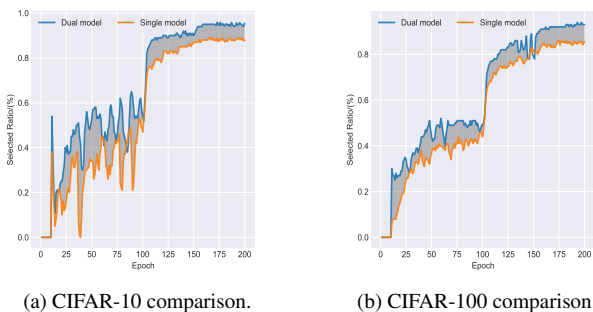 Dual model Single model
1.0
0.8
0.6
0.4
0.2
0.0
Selected Ratio(%)
0 25 50 75 100 125 150 175 200
Epoch
(a) CIFAR-10 comparison.
Dual model Single model
0.8
0.6
0.4
0.2
0.0
Selected Ratio(%)
0 25 50 75 100 125 150 175 200
Epoch
(b) CIFAR-100 comparison